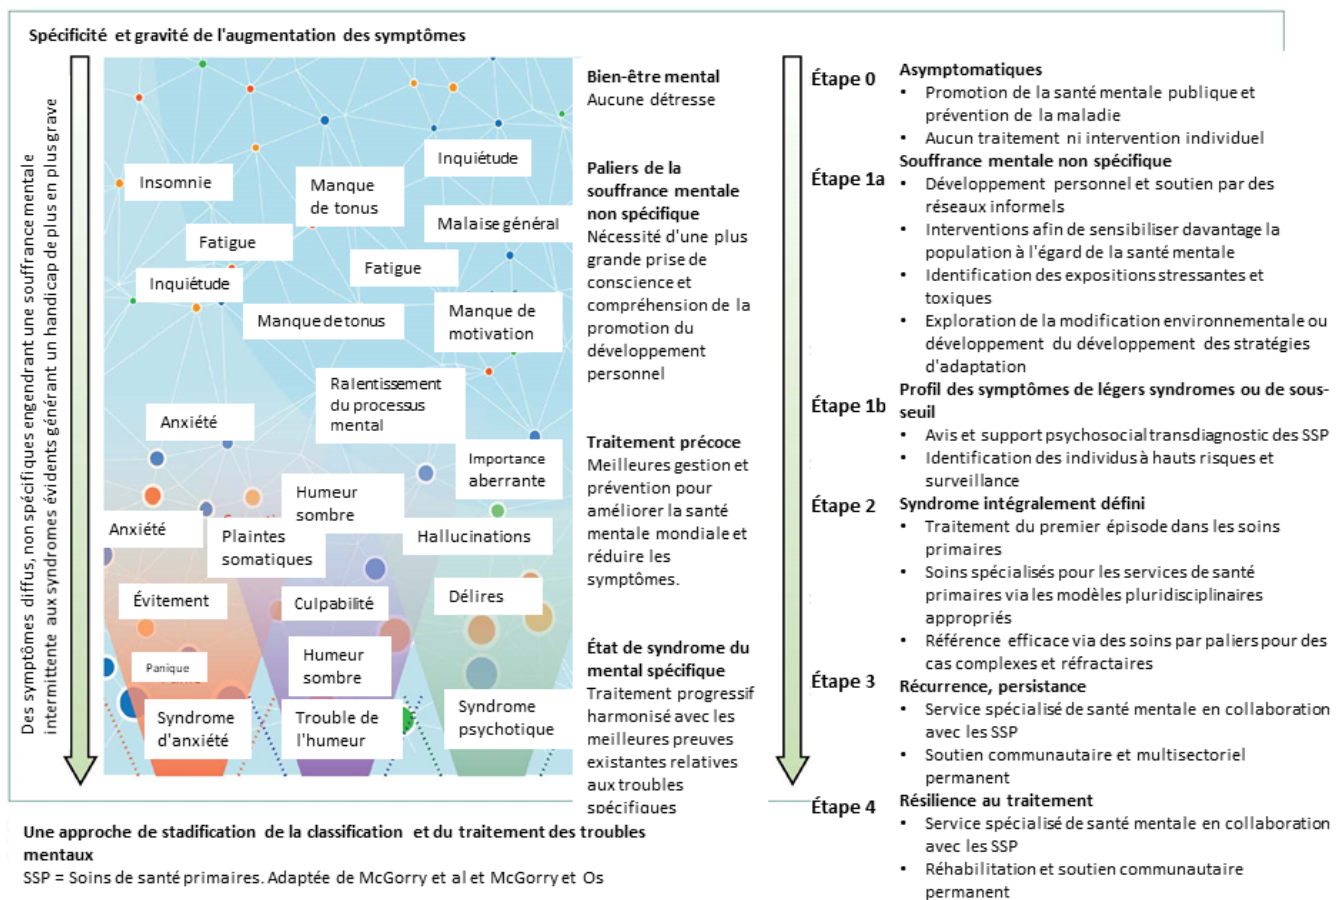 Spécificité et gravité de l'augmentation des symptômes
Des symptômes diffus, non spécifiques engendrant une souffrance mentale
intermittente aux syndromes évidents générant un handicap de plus en plus grave
Inquiétude
Insomnie
Manque
de tonus
Malaise général
Fatigue
Fatigue
Inquiétude
Manque de tonus
Manque de
motivation
Ralentissement
du processus
mental
Anxiété
Importance
aberrante
Humeur
sombre
Anxiété
Plaintes
somatiques
Hallucinations
Évitement
Culpabilité
Délires
Panique
Humeur
sombre
Syndrome
d'anxiété
Trouble de
l'humeur
Syndrome
psychotique
Bien-être mental
Aucune détresse
Paliers de la
souffrance mentale
non spécifique
Nécessité d'une plus
grande prise de
conscience et
compréhension de la
promotion du
développement
personnel
Traitement précoce
Meilleures gestion et
prévention pour
améliorer la santé
mentale mondiale et
réduire les
symptômes.
État de syndrome du
mental spécifique
Traitement progressif
harmonisé avec les
meilleures preuves
existantes relatives
aux troubles
spécifiques
Étape 0
Asymptomatiques
• Promotion de la santé mentale publique et
prévention de la maladie
• Aucun traitement ni intervention individuel
Étape 1a
Souffrance mentale non spécifique
• Développement personnel et soutien par des
réseaux informels
• Interventions afin de sensibiliser davantage la
population à l'égard de la santé mentale
• Identification des expositions stressantes et
toxiques
• Exploration de la modification environnementale ou
développement du développement des stratégies
d'adaptation
Étape 1b
Profil des symptômes de légers syndromes ou de sous-
seuil
• Avis et support psychosocial transdiagnostic des SSP
• Identification des individus à hauts risques et
surveillance
Étape 2
Syndrome intégralement défini
• Traitement du premier épisode dans les soins
primaires
• Soins spécialisés pour les services de santé
primaires via les modèles pluridisciplinaires
appropriés
• Référence efficace via des soins par paliers pour des
cas complexes et réfractaires
Étape 3
Récurrence, persistance
• Service spécialisé de santé mentale en collaboration
avec les SSP
• Soutien communautaire et multisectoriel
permanent
Étape 4
Résilience au traitement
• Service spécialisé de santé mentale en collaboration
avec les SSP
• Réhabilitation et soutien communautaire
permanent
Une approche de stadification de la classification et du traitement des troubles
mentaux
SSP = Soins de santé primaires. Adaptée de McGorry et al et McGorry et Os